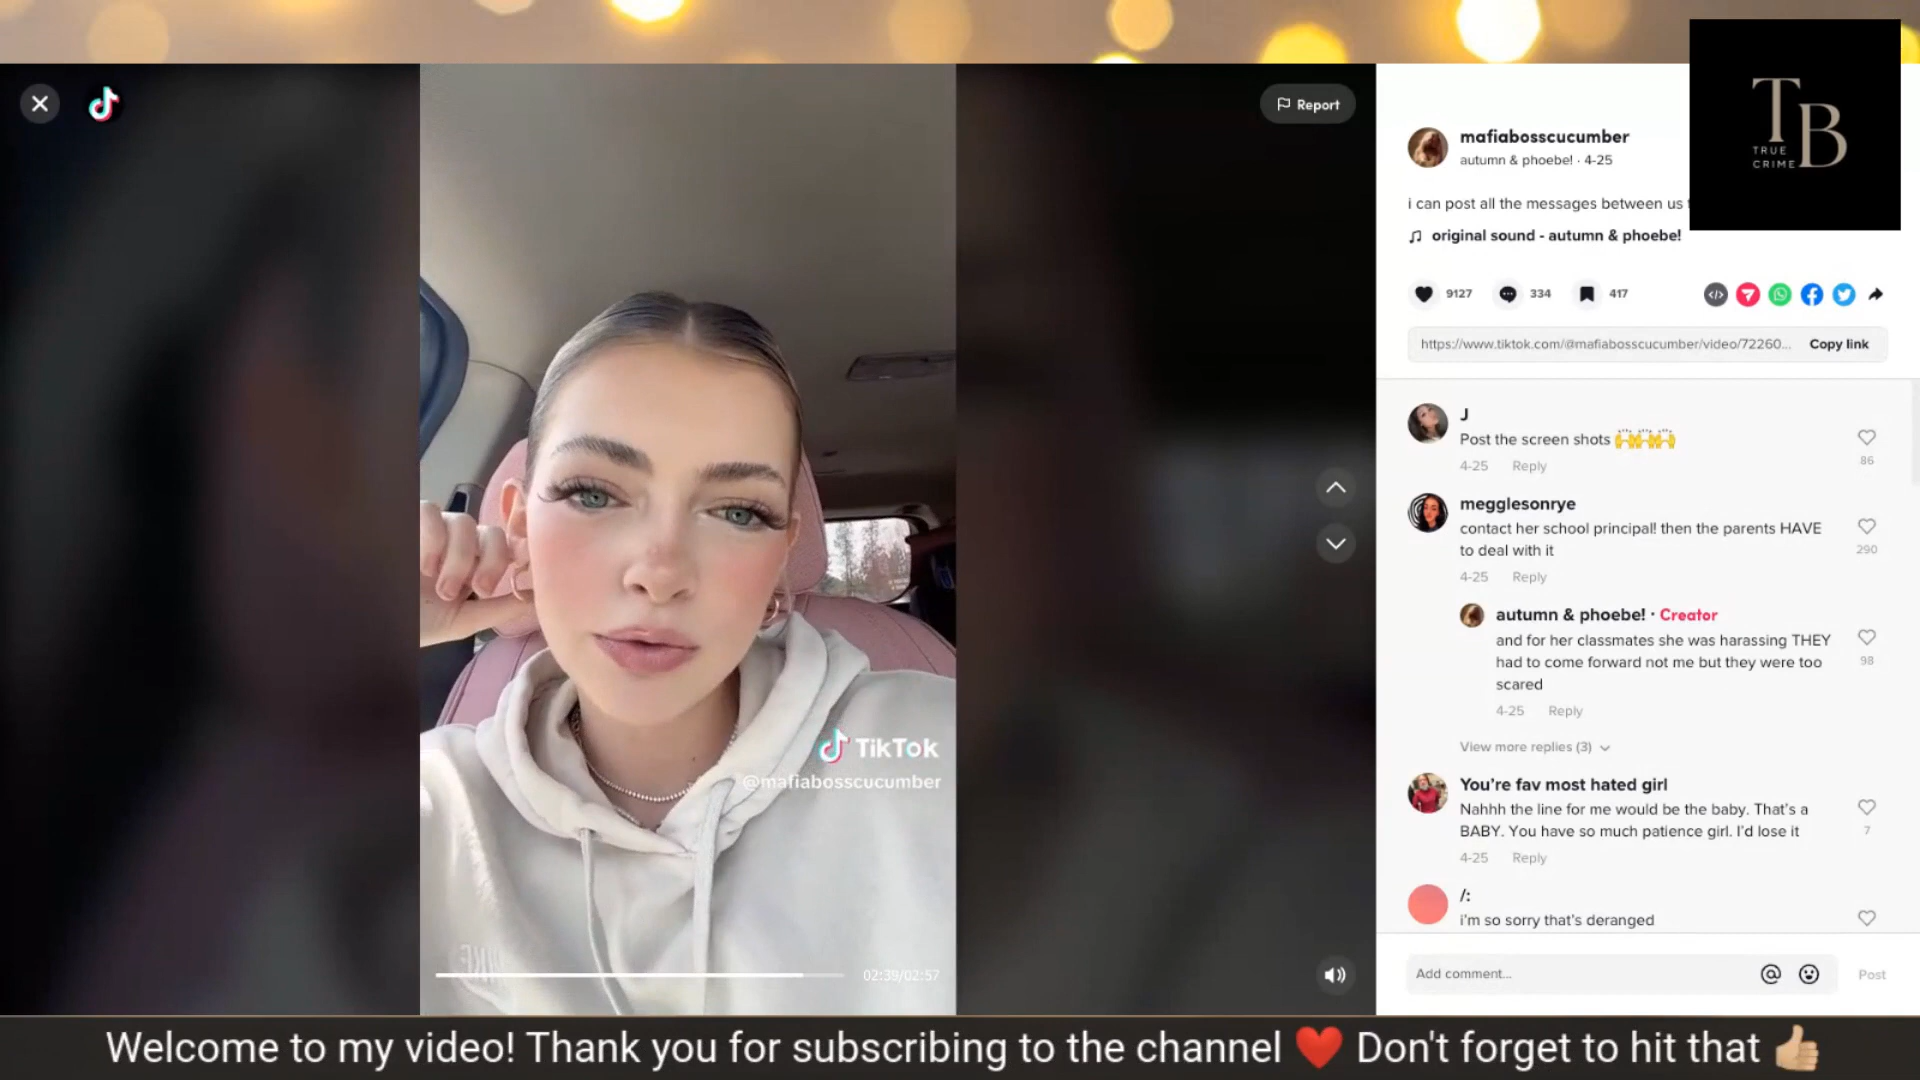 Report
TikTok
@mafiabosscucumber
02:39/02:57
mafiabosscucumber
autumn & phoebe! · 4-25
i can post all the messages between us
original sound - autumn & phoebe!
9127
334
417
https://www.tiktok.com/@mafiabosscucumber/video/72260...
Copy link
J
Post the screen shots 🙌🙌🙌
4-25 Reply
86
megglesonrye
contact her school principal! then the parents HAVE
to deal with it
290
4-25 Reply
autumn & phoebe! · Creator
and for her classmates she was harassing THEY
had to come forward not me but they were too
scared
98
4-25 Reply
View more replies (3)
You're fav most hated girl
Nahhh the line for me would be the baby. That's a
BABY. You have so much patience girl. I'd lose it
7
4-25 Reply
/:
i'm so sorry that's deranged
Add comment...
Post
TB
TRUE
CRIME
Welcome to my video! Thank you for subscribing to the channel ❤️ Don't forget to hit that 👍🏼